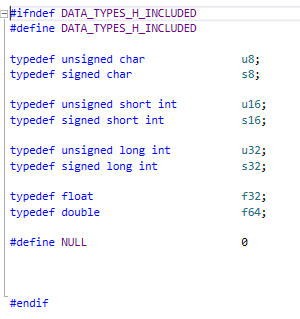 #ifndef DATA_TYPES_H_INCLUDED
#define DATA_TYPES_H_INCLUDED
typedef unsigned char u8;
typedef signed char s8;
typedef unsigned short int u16;
typedef signed short int s16;
typedef unsigned long int u32;
typedef signed long int s32;
typedef float f32;
typedef double f64;
#define NULL 0
#endif